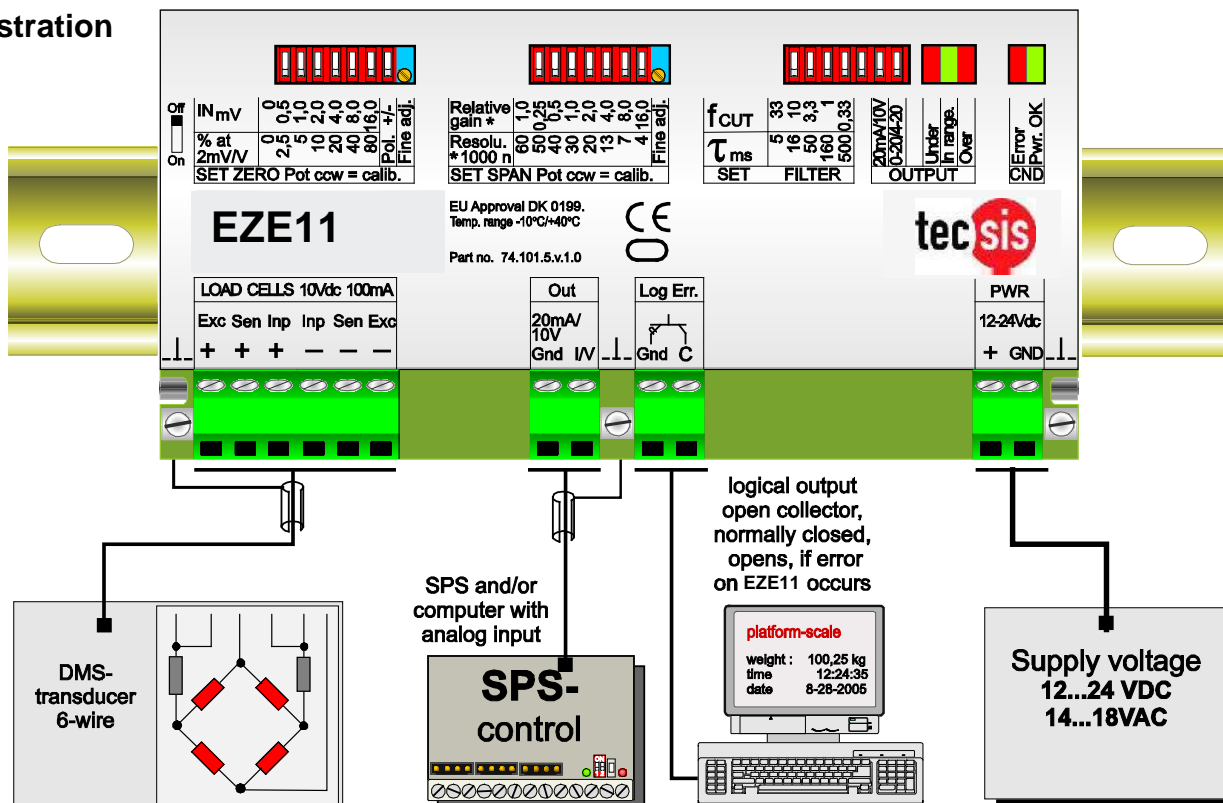 stration
Off
On
IN mV 0 0,5 1,0 2,0 4,0 8,0 16,0 Pol. +/- Fine adj.
% at 2mV/V 0 2,5 5 10 20 40 80
SET ZERO Pot ccw = calib.
Relative gain * 1,0 0,25 0,5 1,0 2,0 4,0 8,0 16,0 Fine adj.
Resolu. *1000 n 60 50 40 30 20 13 7 4
SET SPAN Pot ccw = calib.
fCUT 33 10 3,3 1 0,33
τ ms 5 16 50 160 500
SET FILTER
20mA/10V
0-20/4-20
Under
In range.
Over
OUTPUT
Error
Pwr. OK
CND
EZE11
EU Approval DK 0199.
Temp. range -10°C/+40°C
Part no. 74.101.5.v.1.0
CE
tecsis
LOAD CELLS 10Vdc 100mA
Exc Sen Inp Inp Sen Exc
+ + + – – –
Out
20mA/
10V
Gnd I/V
Log Err.
Gnd C
PWR
12-24Vdc
+ GND
logical output
open collector,
normally closed,
opens, if error
on EZE11 occurs
SPS and/or
computer with
analog input
DMS-
transducer
6-wire
SPS-
control
platform-scale
weight : 100,25 kg
time 12:24:35
date 8-28-2005
Supply voltage
12...24 VDC
14...18VAC